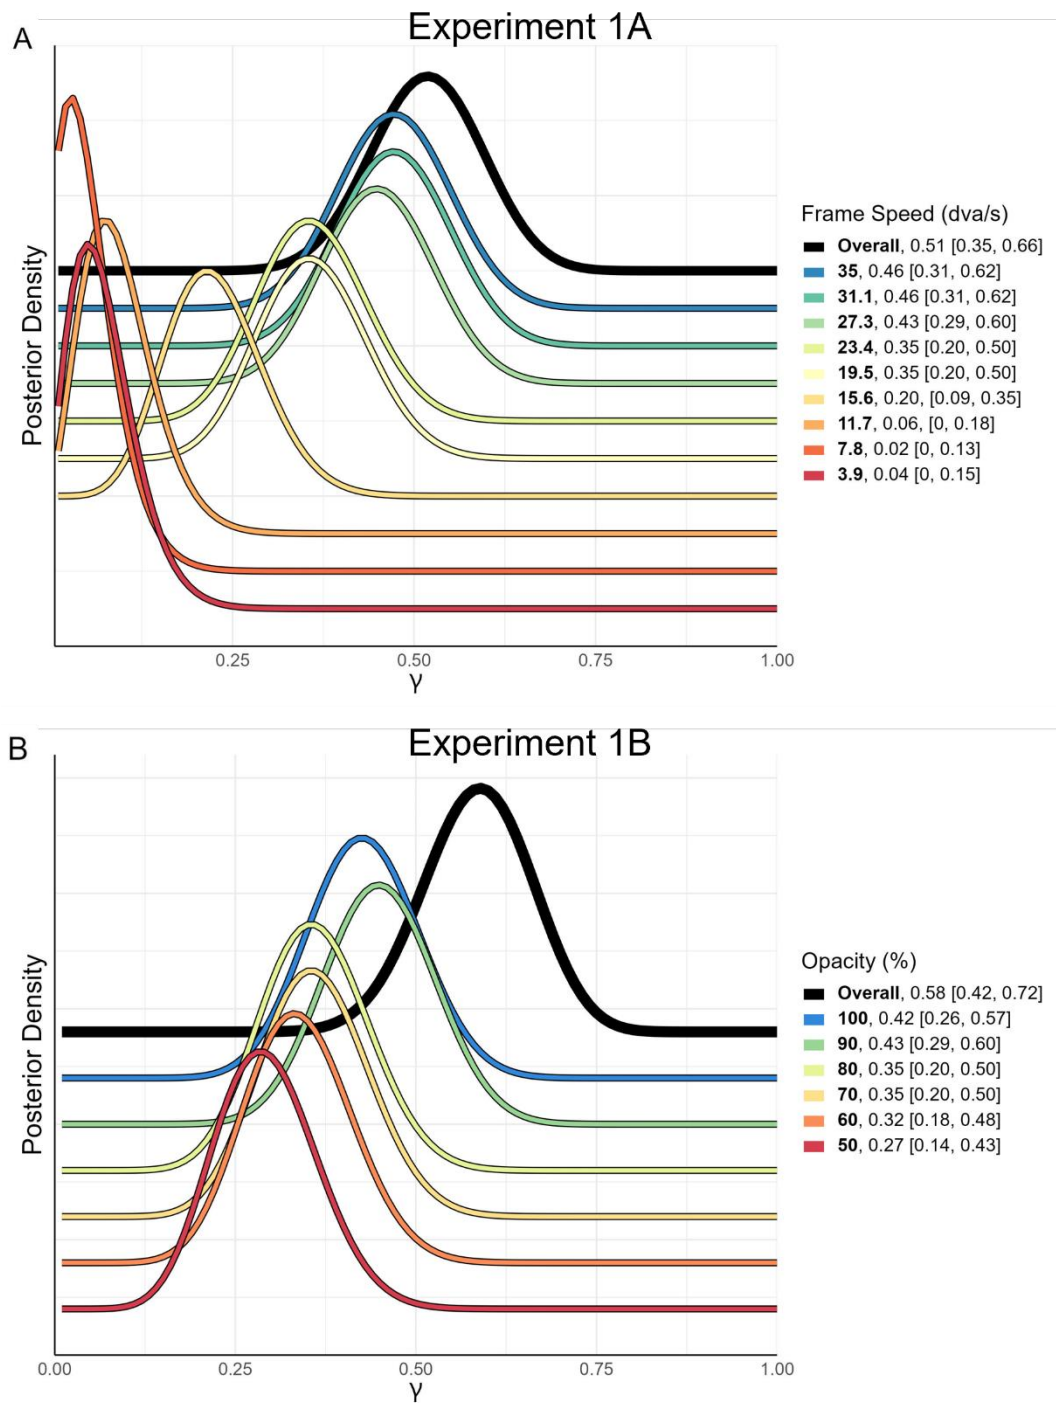 A
Experiment 1A
Posterior Density
Frame Speed (dva/s)
Overall, 0.51 [0.35, 0.66]
35, 0.46 [0.31, 0.62]
31.1, 0.46 [0.31, 0.62]
27.3, 0.43 [0.29, 0.60]
23.4, 0.35 [0.20, 0.50]
19.5, 0.35 [0.20, 0.50]
15.6, 0.20, [0.09, 0.35]
11.7, 0.06, [0, 0.18]
7.8, 0.02 [0, 0.13]
3.9, 0.04 [0, 0.15]
0.25 0.50 0.75 1.00
γ
B
Experiment 1B
Posterior Density
Opacity (%)
Overall, 0.58 [0.42, 0.72]
100, 0.42 [0.26, 0.57]
90, 0.43 [0.29, 0.60]
80, 0.35 [0.20, 0.50]
70, 0.35 [0.20, 0.50]
60, 0.32 [0.18, 0.48]
50, 0.27 [0.14, 0.43]
0.00 0.25 0.50 0.75 1.00
γ